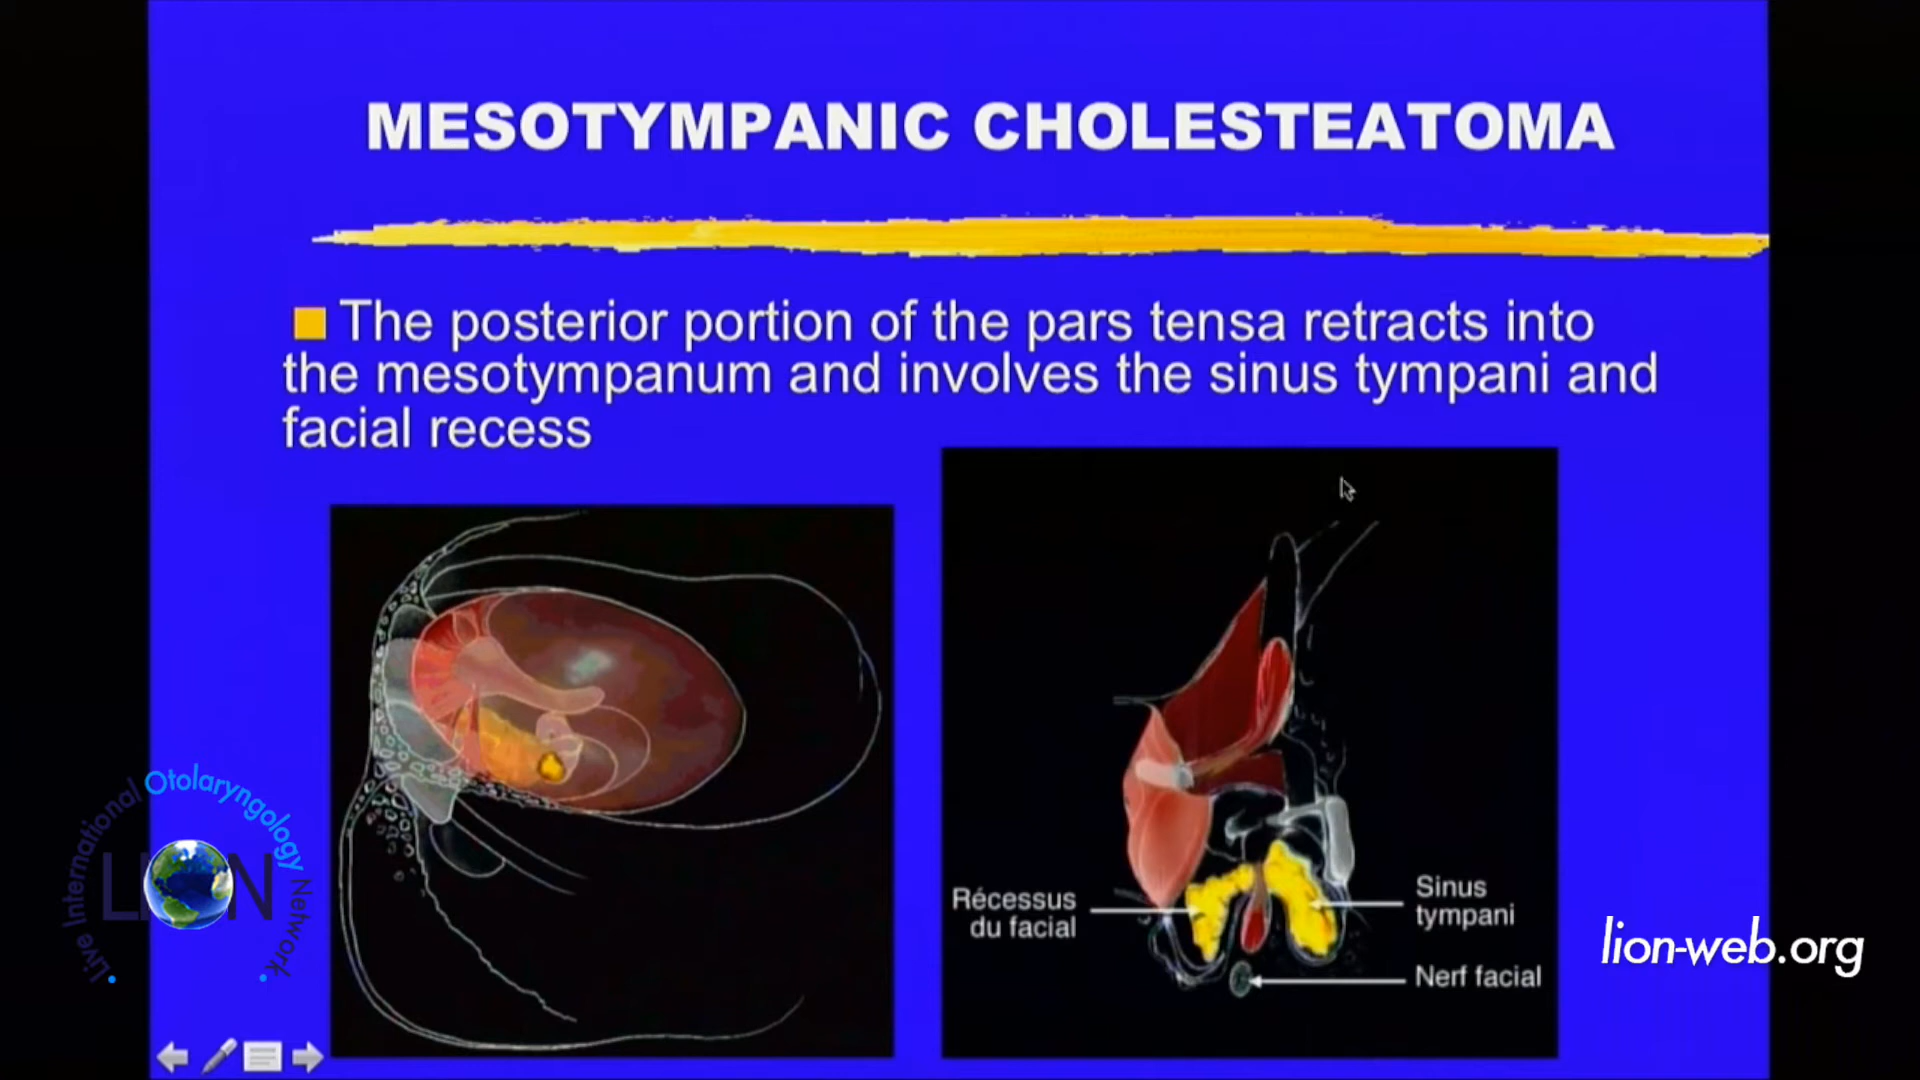 MESOTYMPANIC CHOLESTEATOMA
The posterior portion of the pars tensa retracts into
the mesotympanum and involves the sinus tympani and
facial recess
Récessus
du facial
Sinus
tympani
Nerf facial
Live International Otolaryngology Network
LION
lion-web.org